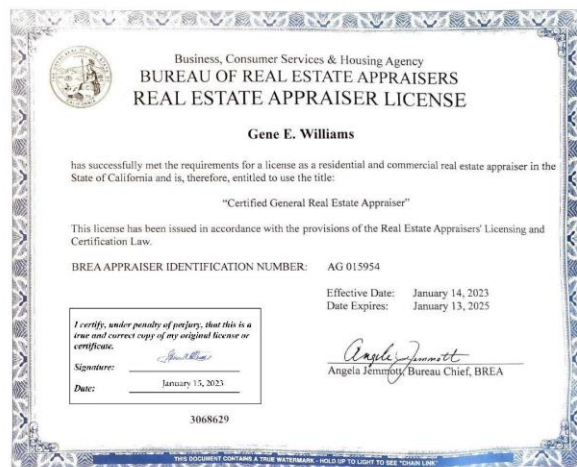 Business, Consumer Services & Housing Agency
BUREAU OF REAL ESTATE APPRAISERS
REAL ESTATE APPRAISER LICENSE
Gene E. Williams
has successfully met the requirements for a license as a residential and commercial real estate appraiser in the
State of California and is, therefore, entitled to use the title:
“Certified General Real Estate Appraiser”
This license has been issued in accordance with the provisions of the Real Estate Appraisers' Licensing and
Certification Law.
BREA APPRAISER IDENTIFICATION NUMBER: AG 015954
Effective Date: January 14, 2023
Date Expires: January 13, 2025
I certify, under penalty of perjury, that this is a
true and correct copy of my original license or
certificate.
Signature:
Date: January 15, 2023
Angela Jemmott
Angela Jemmott, Bureau Chief, BREA
3068629
THIS DOCUMENT CONTAINS A TRUE WATERMARK - HOLD UP TO LIGHT TO SEE "CHAIN LINK"